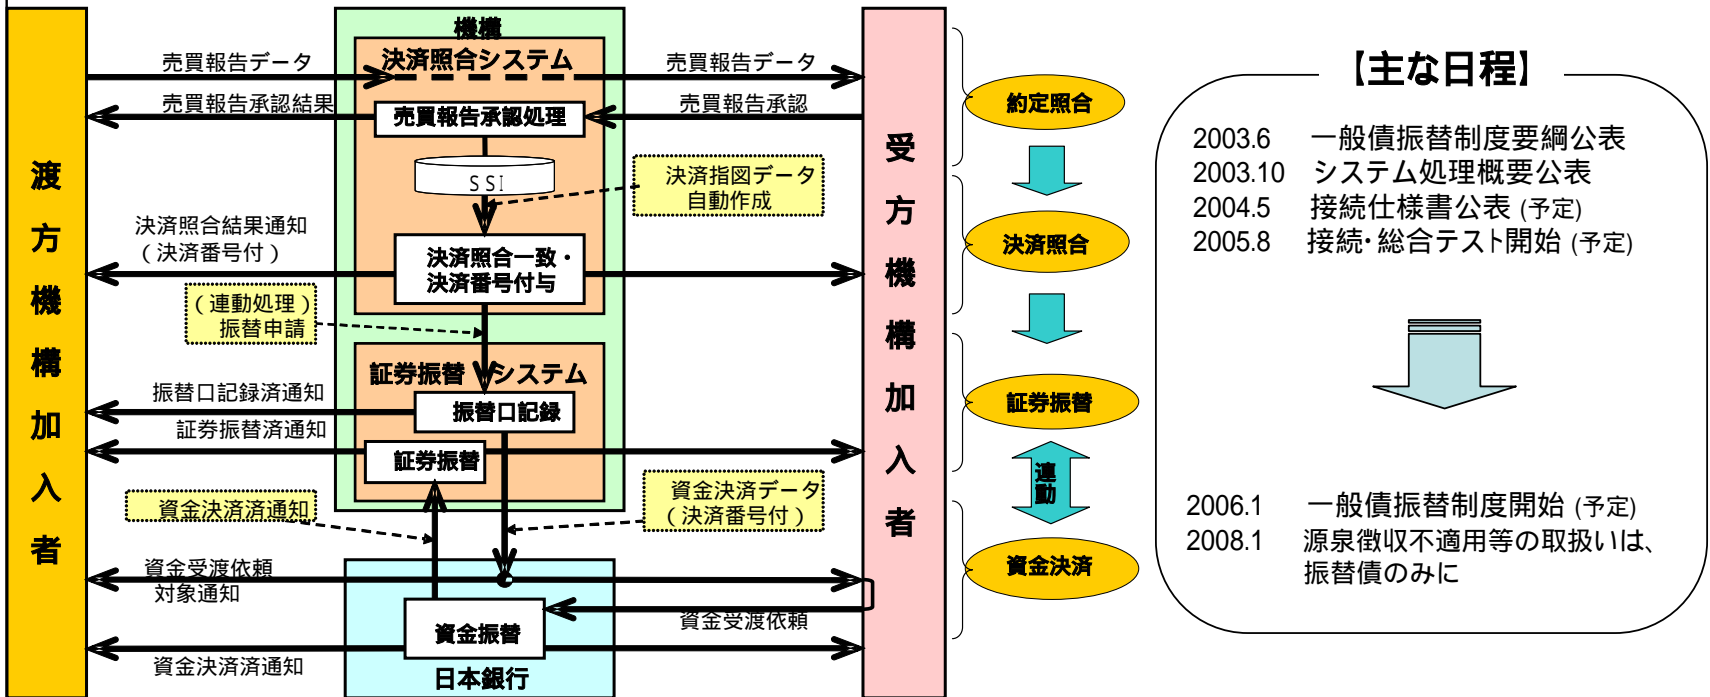 機構
決済照合システム
売買報告データ
売買報告データ
売買報告承認結果
売買報告承認処理
売買報告承認
SSI
決済指図データ
自動作成
決済照合結果通知
（決済番号付）
決済照合一致・
決済番号付与
（連動処理）
振替申請
証券振替システム
振替口記録済通知
振替口記録
証券振替済通知
証券振替
資金決済済通知
資金決済データ
（決済番号付）
資金受渡依頼
対象通知
資金振替
資金受渡依頼
資金決済済通知
日本銀行
渡方機構加入者
受方機構加入者
約定照合
決済照合
証券振替
連動
資金決済
【主な日程】
2003.6 一般債振替制度要綱公表
2003.10 システム処理概要公表
2004.5 接続仕様書公表 (予定)
2005.8 接続・総合テスト開始 (予定)
2006.1 一般債振替制度開始 (予定)
2008.1 源泉徴収不適用等の取扱いは、
振替債のみに